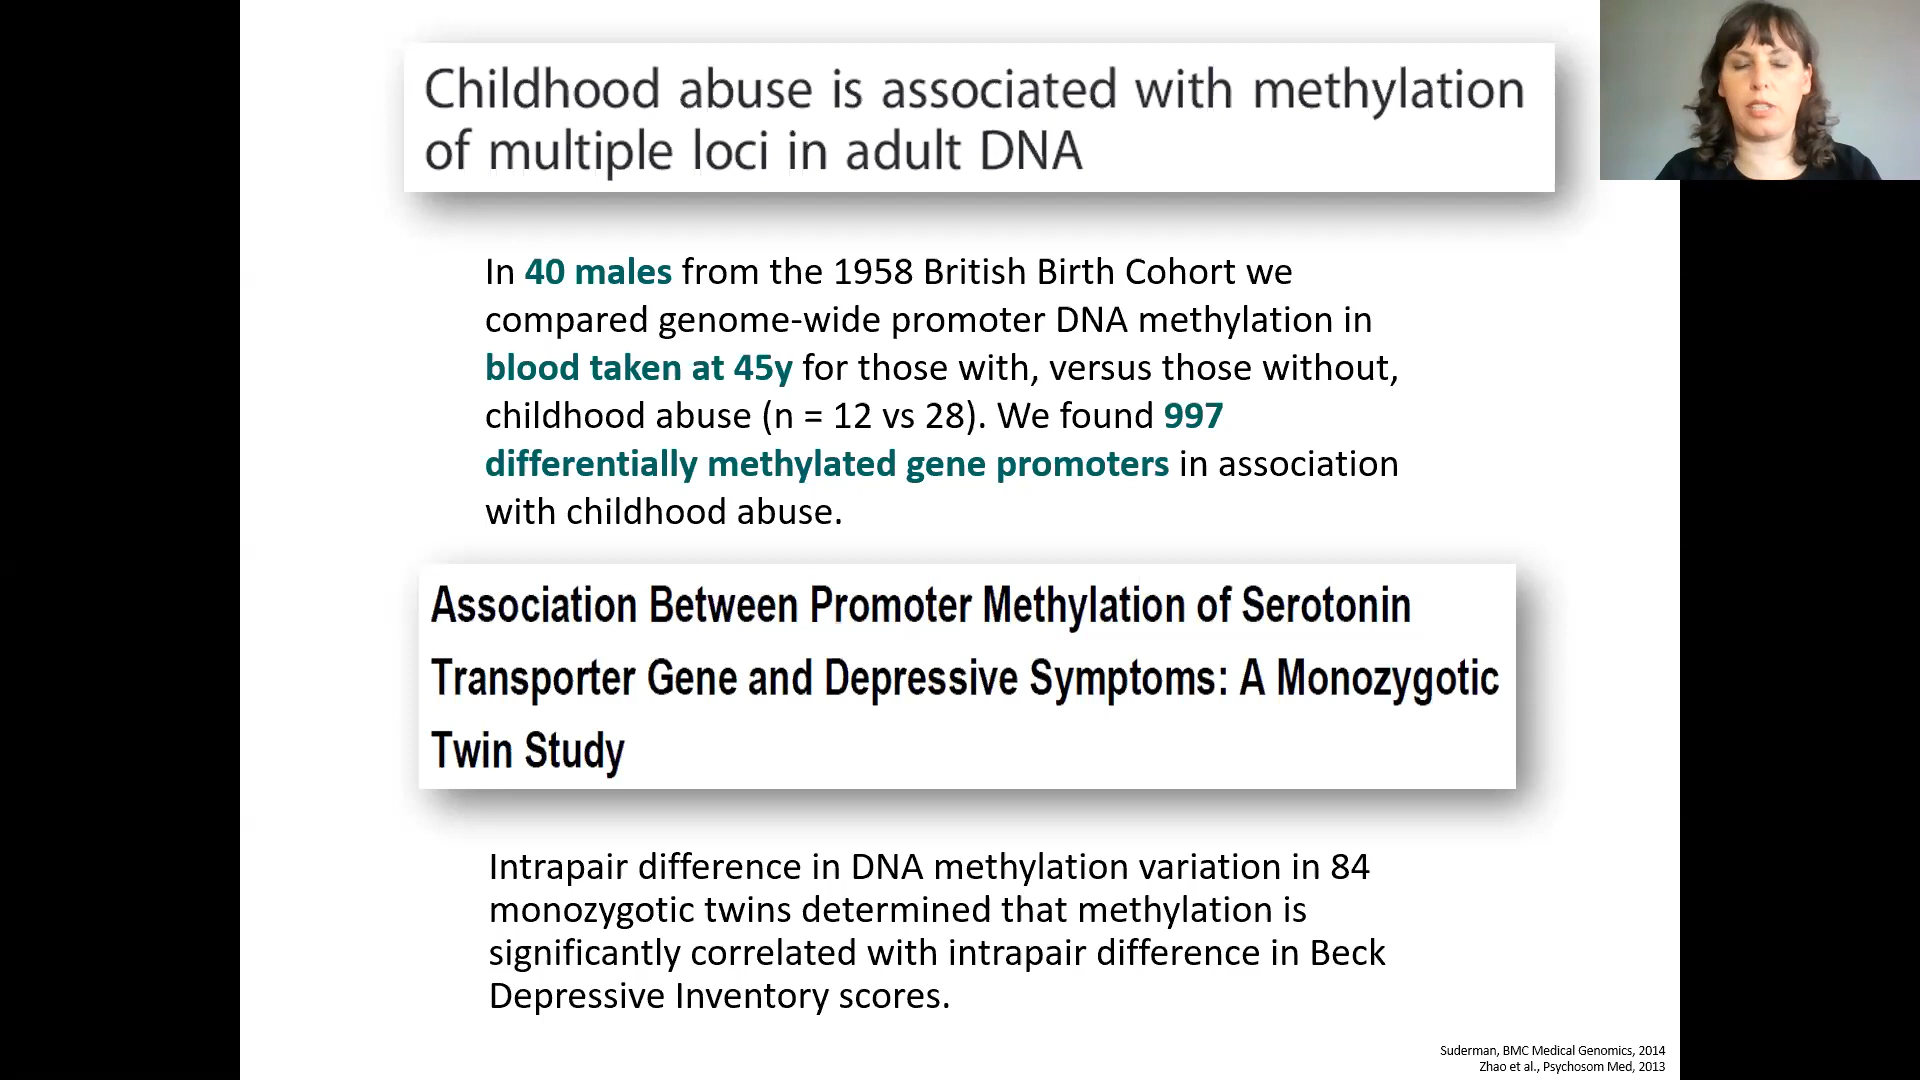 Childhood abuse is associated with methylation
of multiple loci in adult DNA
In 40 males from the 1958 British Birth Cohort we
compared genome-wide promoter DNA methylation in
blood taken at 45y for those with, versus those without,
childhood abuse (n = 12 vs 28). We found 997
differentially methylated gene promoters in association
with childhood abuse.
Association Between Promoter Methylation of Serotonin
Transporter Gene and Depressive Symptoms: A Monozygotic
Twin Study
Intrapair difference in DNA methylation variation in 84
monozygotic twins determined that methylation is
significantly correlated with intrapair difference in Beck
Depressive Inventory scores.
Suderman, BMC Medical Genomics, 2014
Zhao et al., Psychosom Med, 2013